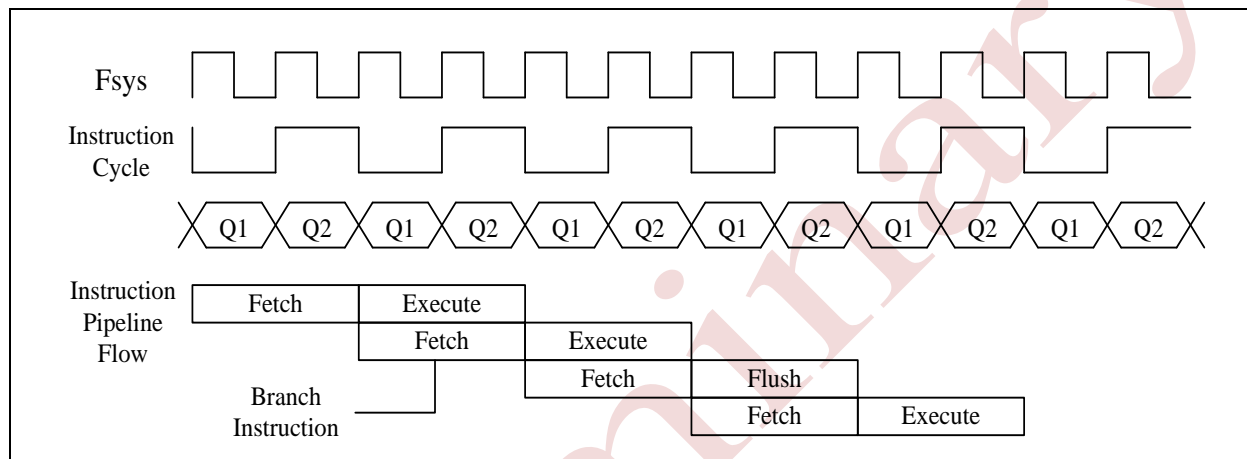 Fsys
Instruction
Cycle
Q1 Q2 Q1 Q2 Q1 Q2 Q1 Q2 Q1 Q2 Q1 Q2
Instruction
Pipeline
Flow
Fetch Execute
Fetch Execute
Fetch Flush
Fetch Execute
Branch
Instruction
minary